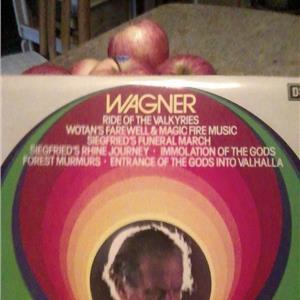 WAGNER
RIDE OF THE VALKYRIES
WOTAN'S FAREWELL & MAGIC FIRE MUSIC
SIEGFRIED'S FUNERAL MARCH
SIEGFRIED'S RHINE JOURNEY · IMMOLATION OF THE GODS
FOREST MURMURS · ENTRANCE OF THE GODS INTO VALHALLA